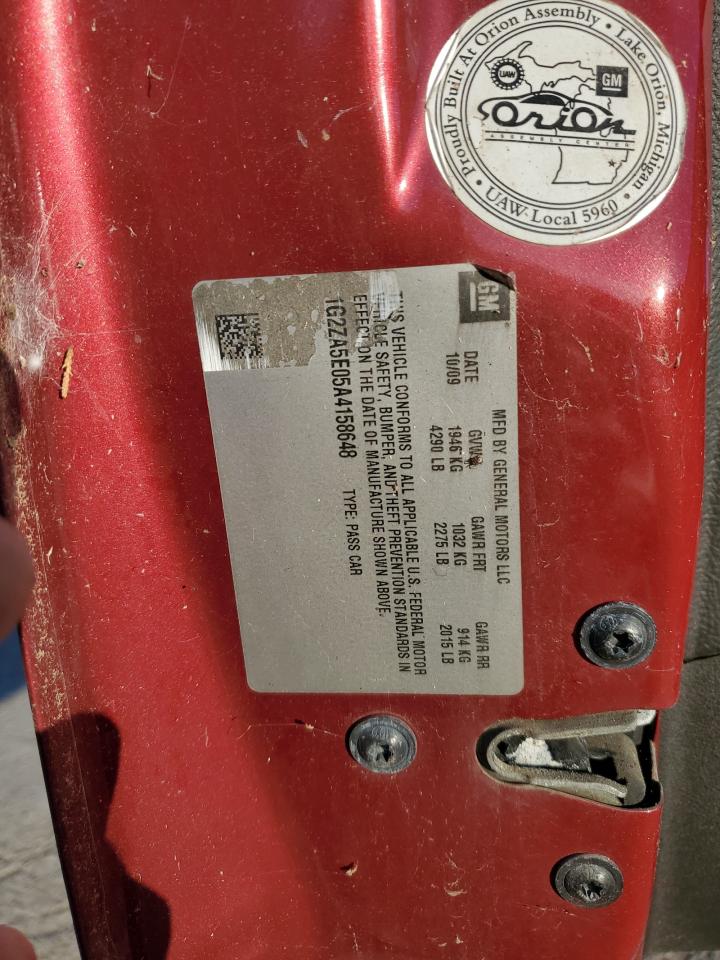 Proudly Built At Orion Assembly • Lake Orion, Michigan
UAW
GM
Orion
ASSEMBLY CENTER
• UAW Local 5960 •
GM
MFD BY GENERAL MOTORS LLC
DATE GVWR GAWR FRT GAWR RR
10/09 1946 KG 1032 KG 914 KG
4290 LB 2275 LB 2015 LB
THIS VEHICLE CONFORMS TO ALL APPLICABLE U.S. FEDERAL MOTOR
VEHICLE SAFETY, BUMPER, AND THEFT PREVENTION STANDARDS IN
EFFECT ON THE DATE OF MANUFACTURE SHOWN ABOVE.
1G2ZA5E05A4158648 TYPE: PASS CAR